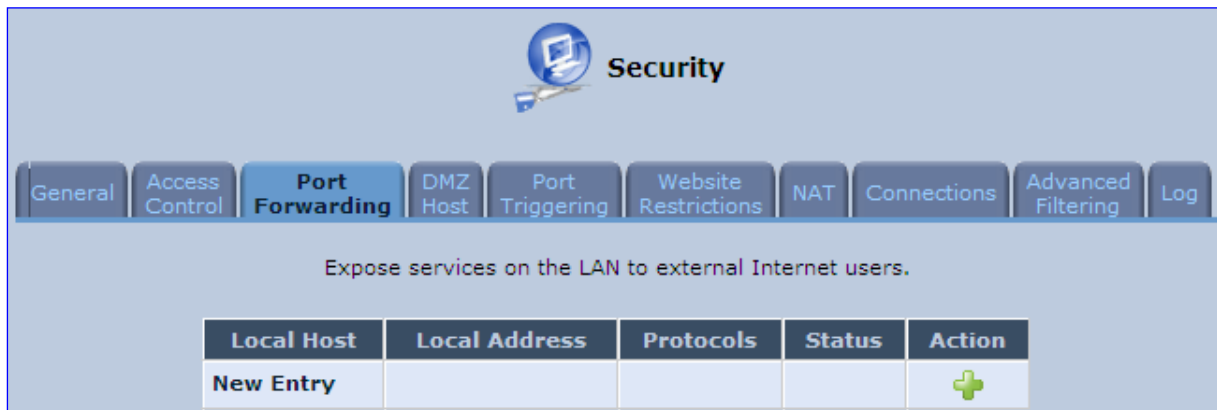 Security
General
Access
Control
Port
Forwarding
DMZ
Host
Port
Triggering
Website
Restrictions
NAT
Connections
Advanced
Filtering
Log
Expose services on the LAN to external Internet users.
Local Host Local Address Protocols Status Action
New Entry